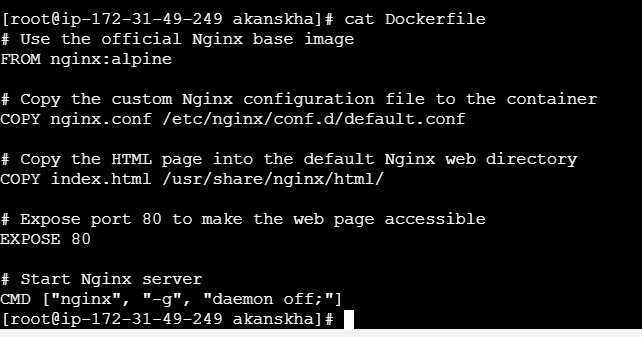 [root@ip-172-31-49-249 akanskha]# cat Dockerfile
# Use the official Nginx base image
FROM nginx:alpine
# Copy the custom Nginx configuration file to the container
COPY nginx.conf /etc/nginx/conf.d/default.conf
# Copy the HTML page into the default Nginx web directory
COPY index.html /usr/share/nginx/html/
# Expose port 80 to make the web page accessible
EXPOSE 80
# Start Nginx server
CMD ["nginx", "-g", "daemon off;"]
[root@ip-172-31-49-249 akanskha]#